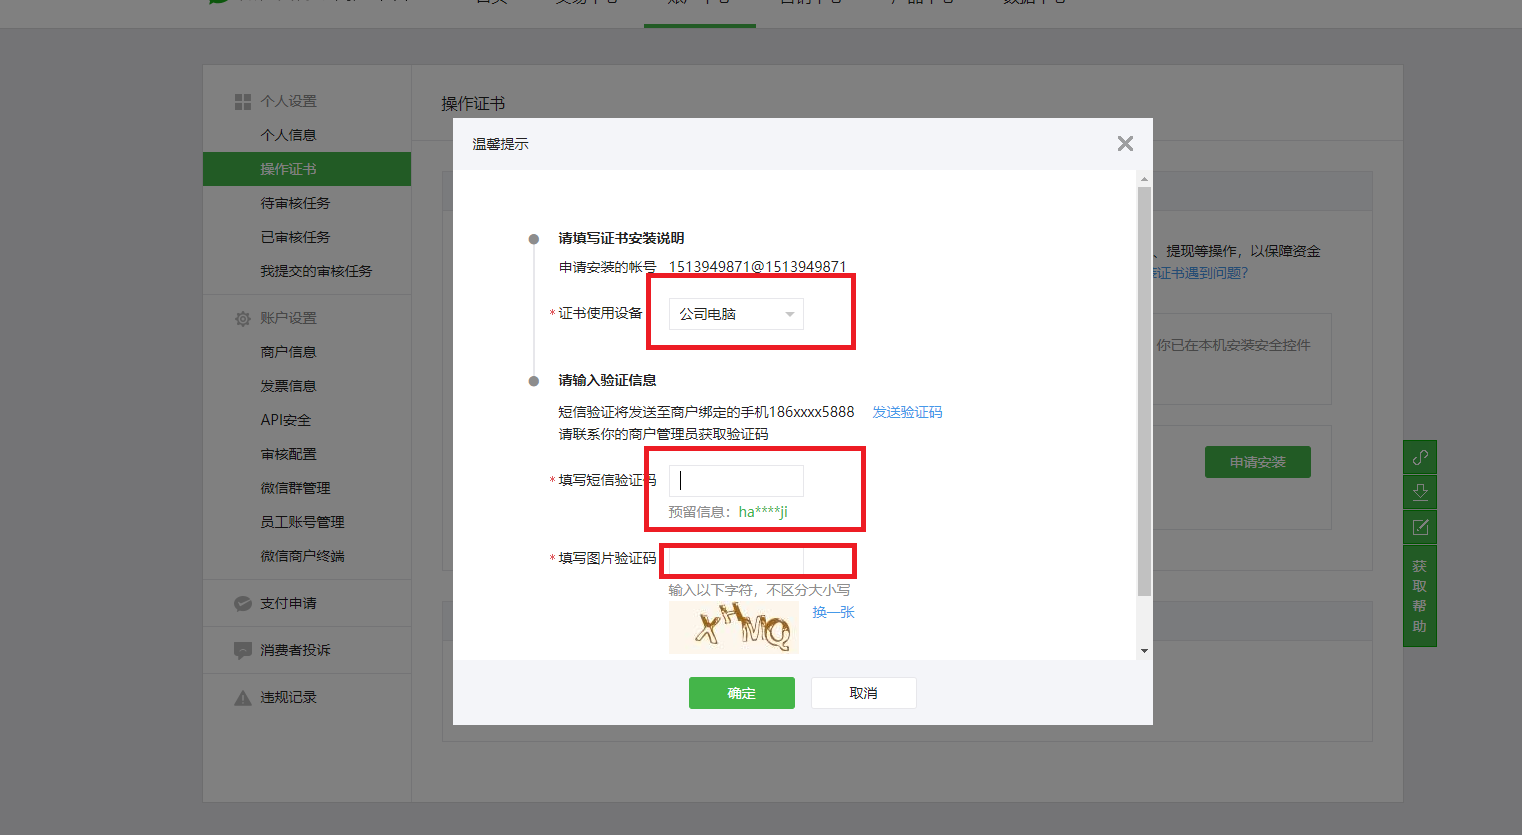 操作证书
个人设置
个人信息
操作证书
待审核任务
已审核任务
我提交的审核任务
账户设置
商户信息
发票信息
API安全
审核配置
微信群管理
员工账号管理
微信商户终端
支付申请
消费者投诉
违规记录
温馨提示
请填写证书安装说明
申请安装的帐号 1513949871@1513949871
*证书使用设备 公司电脑
请输入验证信息
短信验证将发送至商户绑定的手机186xxxx5888 发送验证码
请联系你的商户管理员获取验证码
*填写短信验证码
预留信息：ha****ji
*填写图片验证码
输入以下字符，不区分大小写
XHMQ 换一张
确定 取消
、提现等操作，以保障资金
证书遇到问题？
你已在本机安装安全控件
申请安装
获取帮助